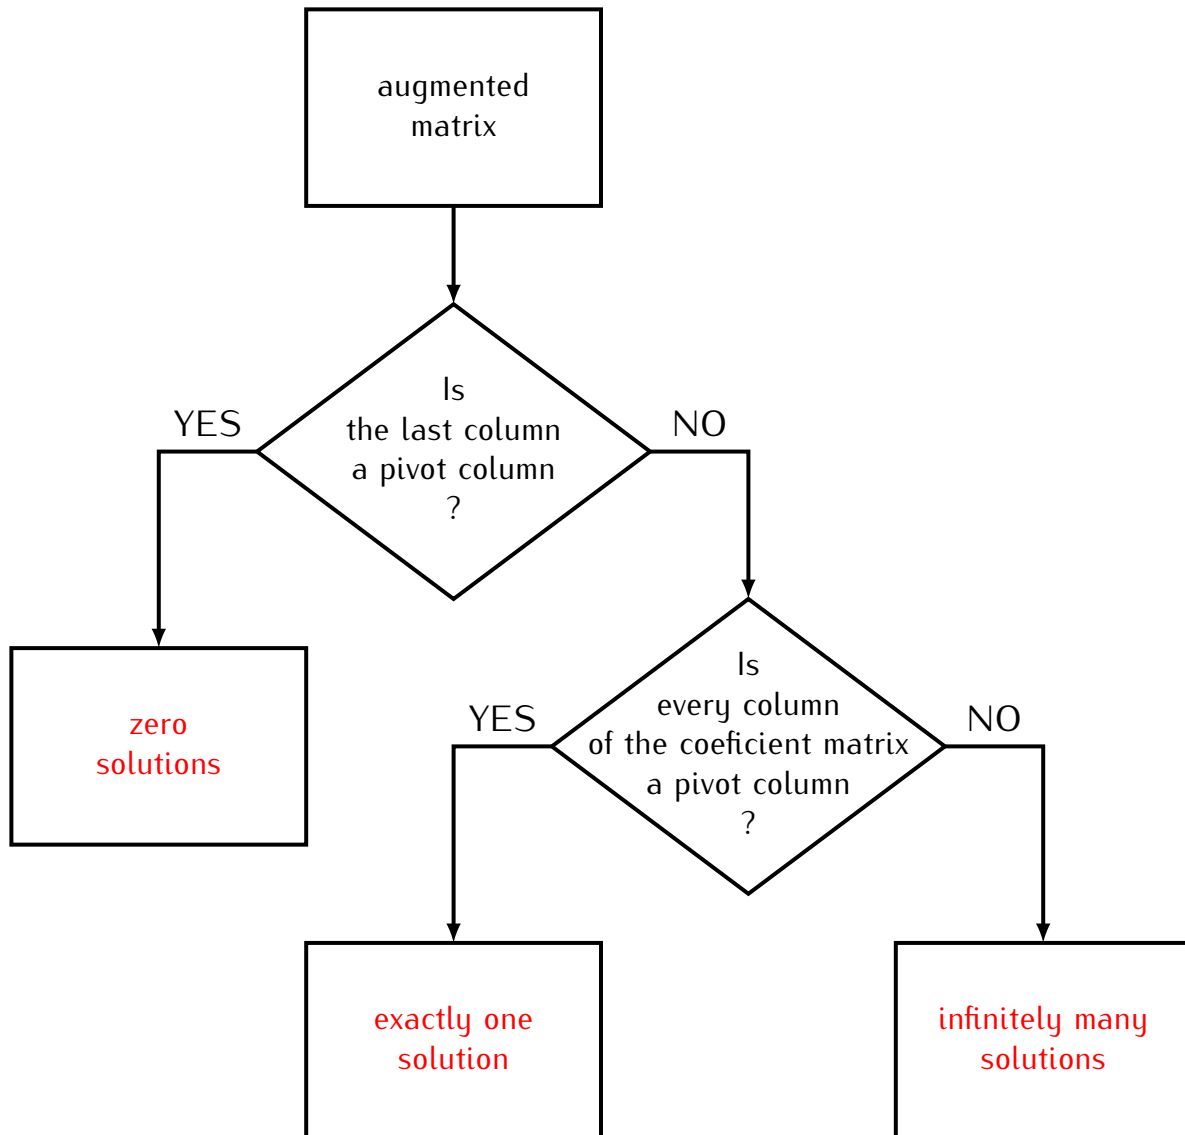 augmented
matrix
Is
the last column
a pivot column
?
YES
NO
zero
solutions
Is
every column
of the coeficient matrix
a pivot column
?
YES
NO
exactly one
solution
infinitely many
solutions